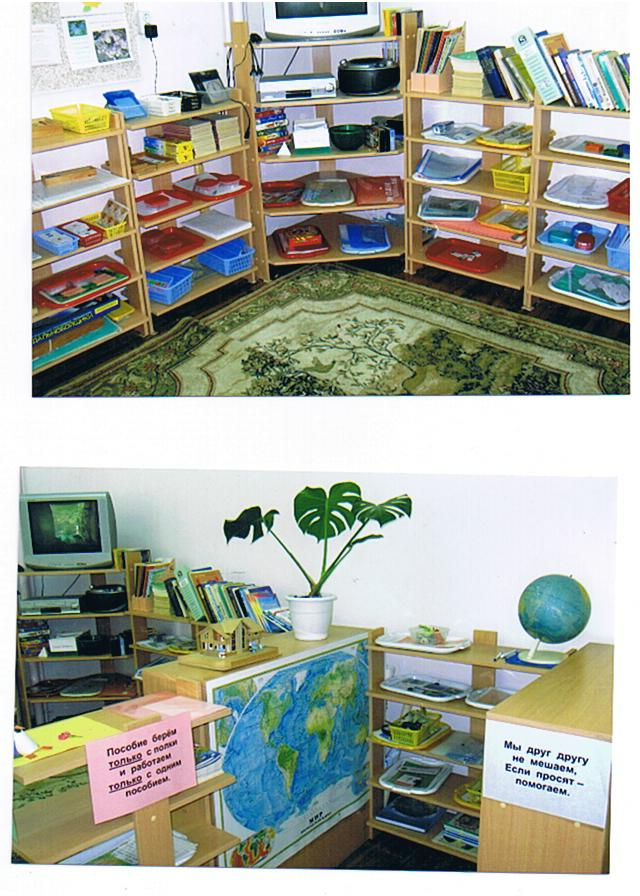 Пособие берём
только с полки
и работаем
только с одним
пособием.
МИР
Мы друг другу
не мешаем,
Если просят –
помогаем.